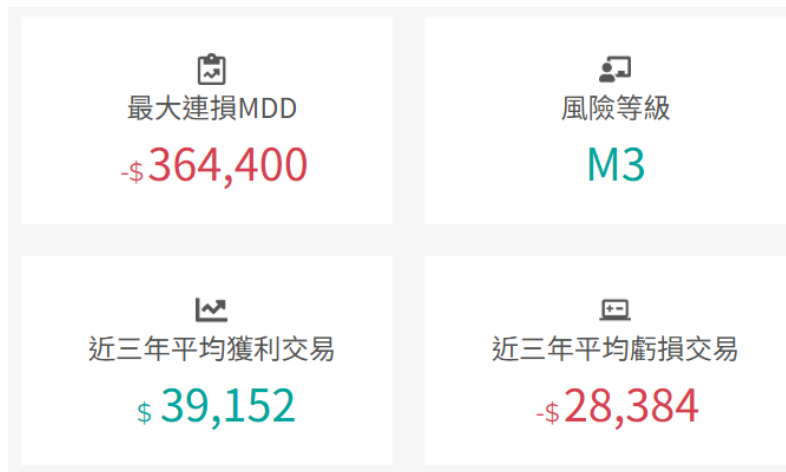 最大連損MDD
-$364,400
風險等級
M3
近三年平均獲利交易
$ 39,152
近三年平均虧損交易
-$28,384